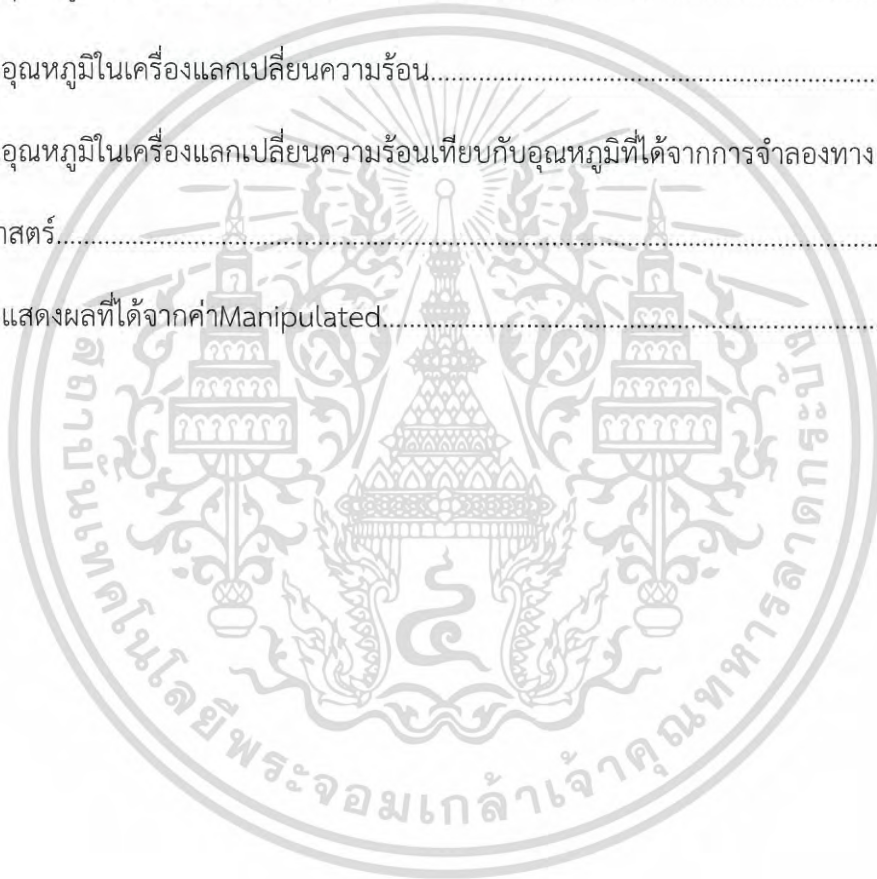 อุณหภูมิในเครื่องแลกเปลี่ยนความร้อน................................................................
อุณหภูมิในเครื่องแลกเปลี่ยนความร้อนเทียบกับอุณหภูมิที่ได้จากการจำลองทาง
าสตร์................................................................................................
แสดงผลที่ได้จากค่าManipulated................................................................
สถาบันเทคโนโลยีพระจอมเกล้าเจ้าคุณทหารลาดกระบัง